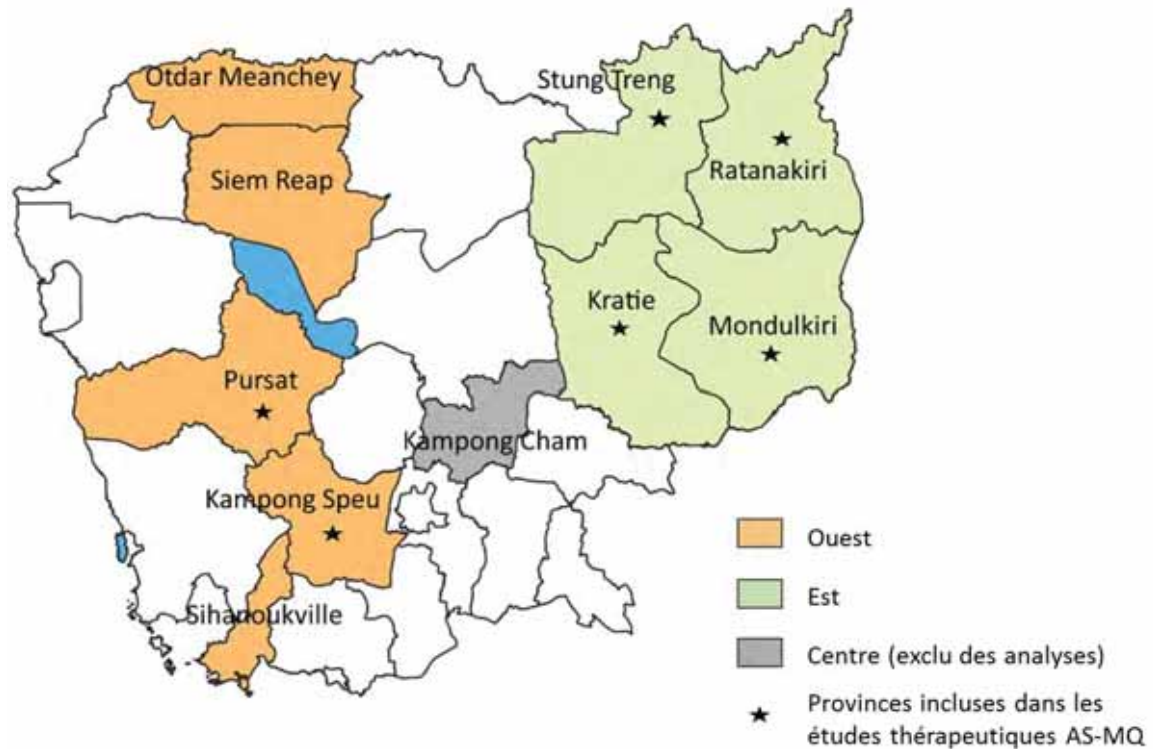 Otdar Meanchey
Stung Treng
Siem Reap
Ratanakiri
Kratie
Mondulkiri
Pursat
Kampong Cham
Kampong Speu
Sihanoukville
Ouest
Est
Centre (exclu des analyses)
Provinces incluses dans les
études thérapeutiques AS-MQ